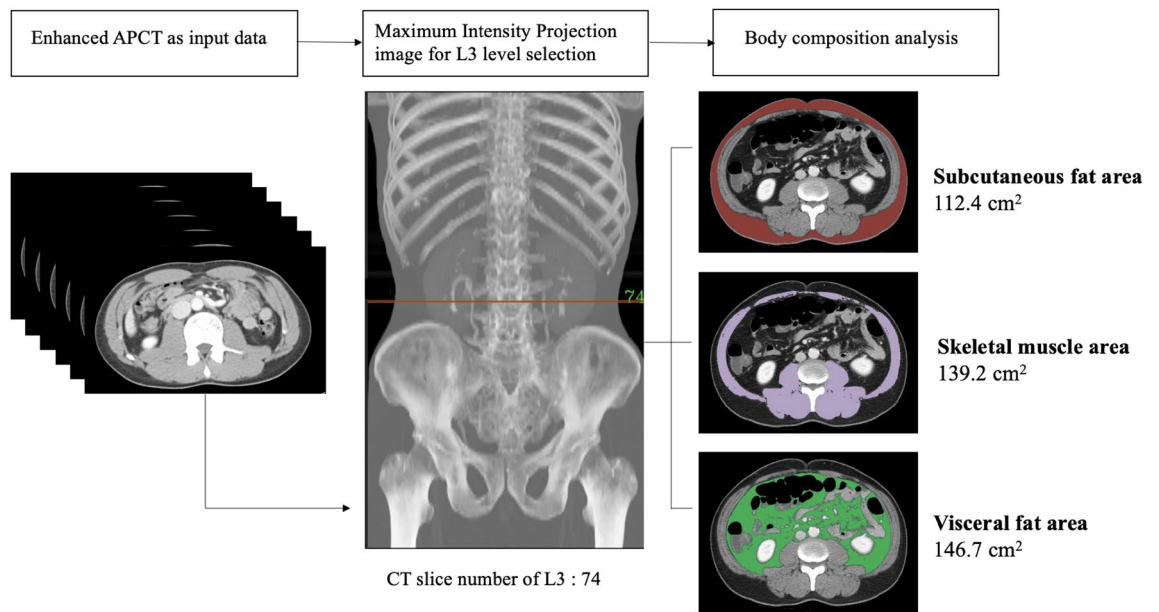 Enhanced APCT as input data
Maximum Intensity Projection
image for L3 level selection
Body composition analysis
74
Subcutaneous fat area
112.4 cm²
Skeletal muscle area
139.2 cm²
Visceral fat area
146.7 cm²
CT slice number of L3 : 74